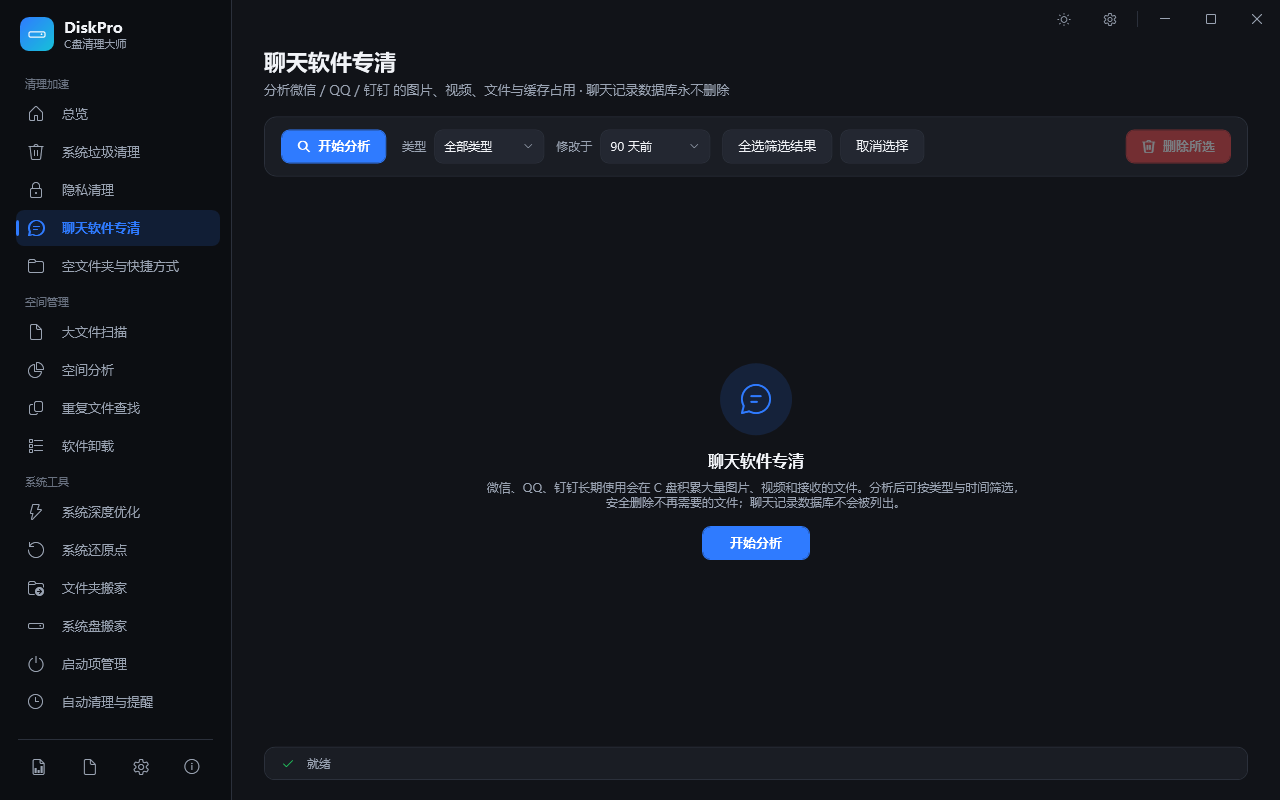 DiskPro
C盘清理大师
清理加速
总览
系统垃圾清理
隐私清理
聊天软件专清
空文件夹与快捷方式
空间管理
大文件扫描
空间分析
重复文件查找
软件卸载
系统工具
系统深度优化
系统还原点
文件夹搬家
系统盘搬家
启动项管理
自动清理与提醒
聊天软件专清
分析微信 / QQ / 钉钉 的图片、视频、文件与缓存占用 · 聊天记录数据库永不删除
开始分析 类型 全部类型 修改于 90 天前 全选筛选结果 取消选择 删除所选
聊天软件专清
微信、QQ、钉钉长期使用会在 C 盘积累大量图片、视频和接收的文件。分析后可按类型与时间筛选，
安全删除不再需要的文件；聊天记录数据库不会被列出。
开始分析
就绪